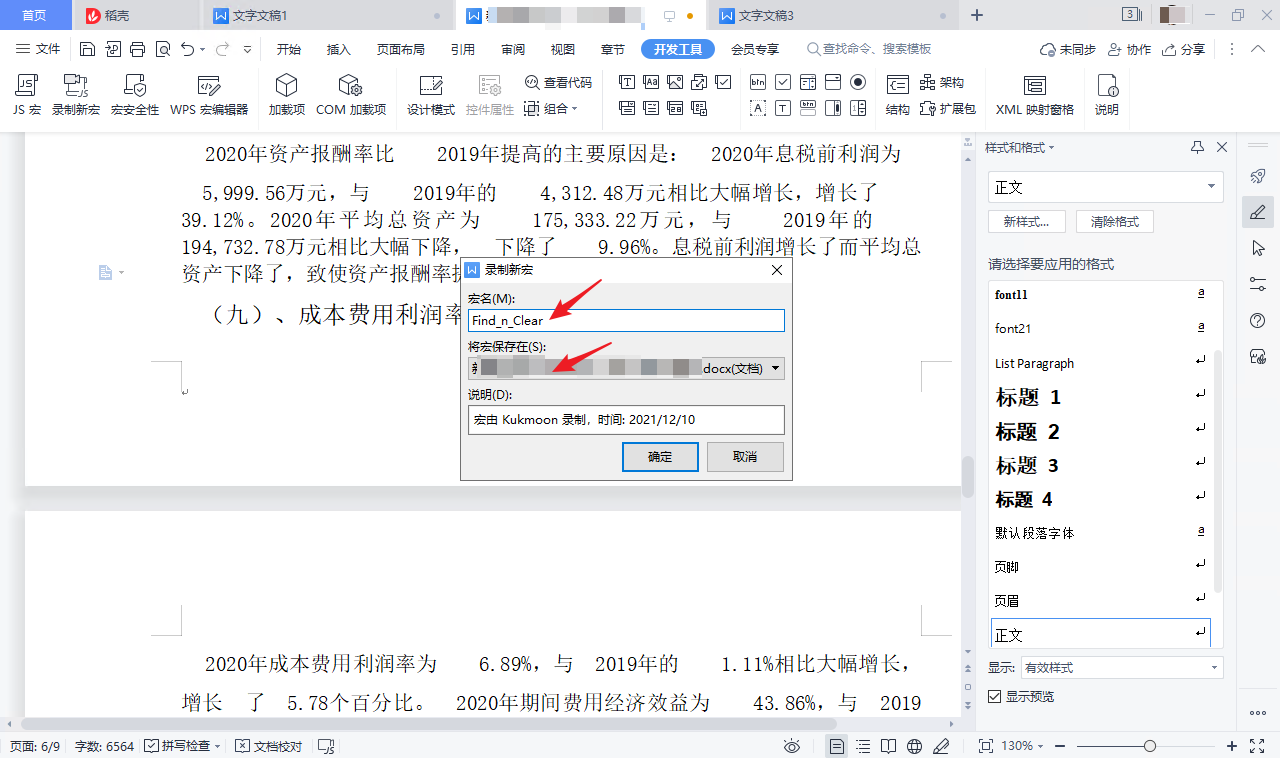 首页 稻壳 文字文稿1 文字文稿3 3
文件 开始 插入 页面布局 引用 审阅 视图 章节 开发工具 会员专享 查找命令、搜索模板 未同步 协作 分享
JS 宏 录制新宏 宏安全性 WPS 宏编辑器 加载项 COM 加载项 设计模式 控件属性 查看代码 组合 结构 架构 扩展包 XML 映射窗格 说明
2020年资产报酬率比 2019年提高的主要原因是： 2020年息税前利润为
5,999.56万元，与 2019年的 4,312.48万元相比大幅增长，增长了
39.12%。2020年平均总资产为 175,333.22万元，与 2019年的
194,732.78万元相比大幅下降， 下降了 9.96%。息税前利润增长了而平均总
资产下降了，致使资产报酬率
（九）、成本费用利润率
录制新宏
宏名(M):
Find_n_Clear
将宏保存在(S):
docx(文档)
说明(D):
宏由 Kukmoon 录制，时间: 2021/12/10
确定 取消
2020年成本费用利润率为 6.89%，与 2019年的 1.11%相比大幅增长，
增长 了 5.78个百分比。 2020年期间费用经济效益为 43.86%，与 2019
样式和格式
正文
新样式... 清除格式
请选择要应用的格式
font11 a
font21 a
List Paragraph
标题 1
标题 2
标题 3
标题 4
默认段落字体 a
页脚
页眉
正文
显示: 有效样式
显示预览
页面: 6/9 字数: 6564 拼写检查 文档校对 130%